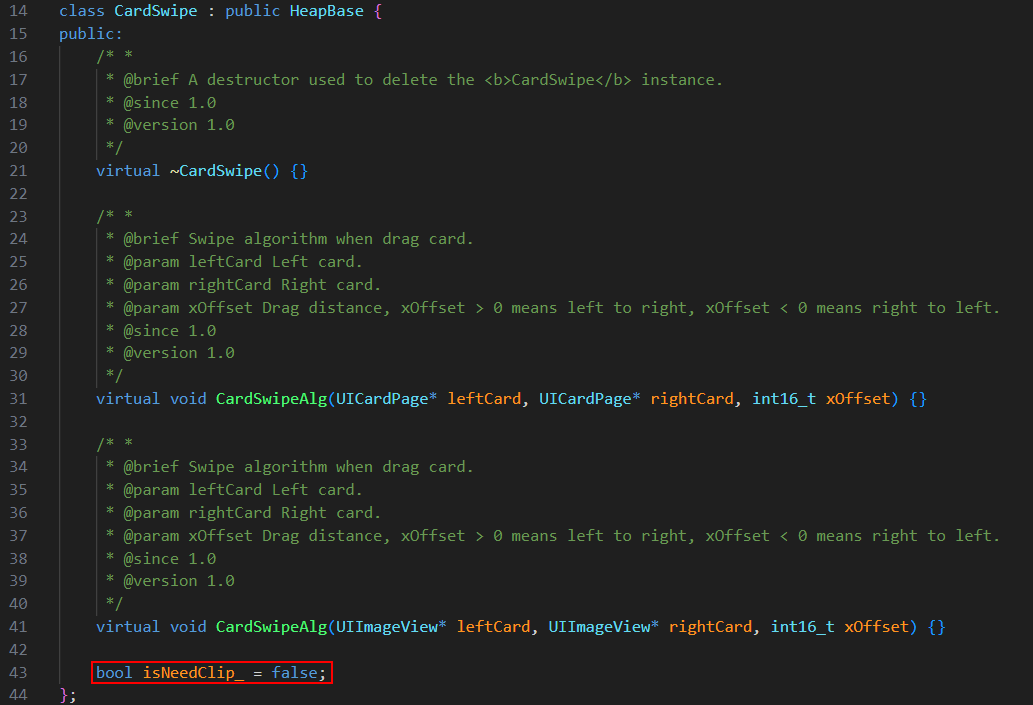 14 class CardSwipe : public HeapBase {
15 public:
16 /* *
17 * @brief A destructor used to delete the <b>CardSwipe</b> instance.
18 * @since 1.0
19 * @version 1.0
20 */
21 virtual ~CardSwipe() {}
22
23 /* *
24 * @brief Swipe algorithm when drag card.
25 * @param leftCard Left card.
26 * @param rightCard Right card.
27 * @param xOffset Drag distance, xOffset > 0 means left to right, xOffset < 0 means right to left.
28 * @since 1.0
29 * @version 1.0
30 */
31 virtual void CardSwipeAlg(UICardPage* leftCard, UICardPage* rightCard, int16_t xOffset) {}
32
33 /* *
34 * @brief Swipe algorithm when drag card.
35 * @param leftCard Left card.
36 * @param rightCard Right card.
37 * @param xOffset Drag distance, xOffset > 0 means left to right, xOffset < 0 means right to left.
38 * @since 1.0
39 * @version 1.0
40 */
41 virtual void CardSwipeAlg(UIImageView* leftCard, UIImageView* rightCard, int16_t xOffset) {}
42
43 bool isNeedClip_ = false;
44 };